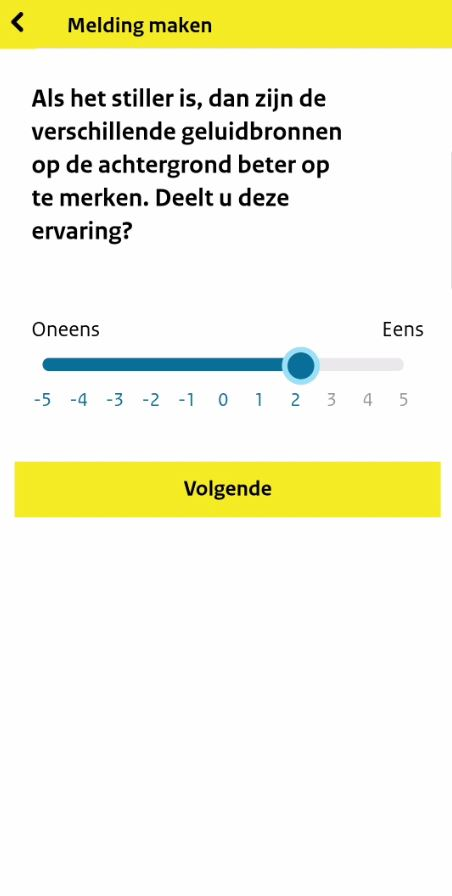 Melding maken
Als het stiller is, dan zijn de
verschillende geluidbronnen
op de achtergrond beter op
te merken. Deelt u deze
ervaring?
Oneens Eens
-5 -4 -3 -2 -1 0 1 2 3 4 5
Volgende